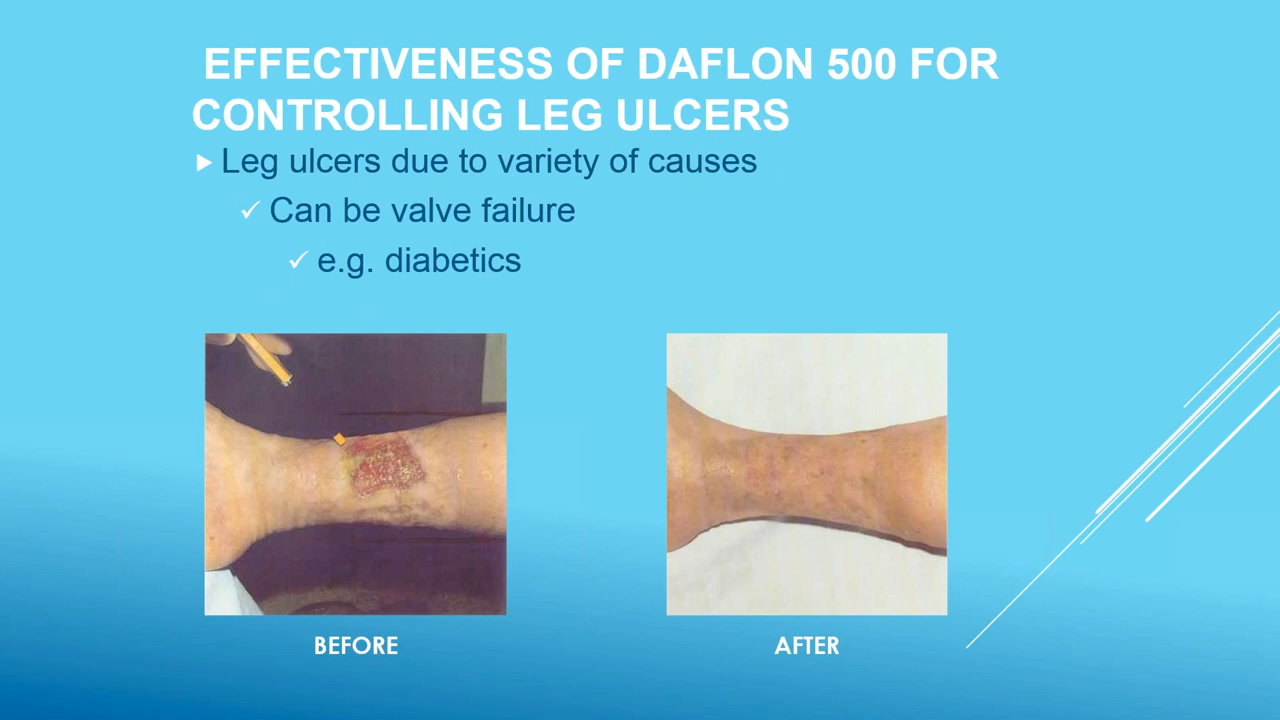 EFFECTIVENESS OF DAFLON 500 FOR
CONTROLLING LEG ULCERS
Leg ulcers due to variety of causes
Can be valve failure
e.g. diabetics
BEFORE
AFTER